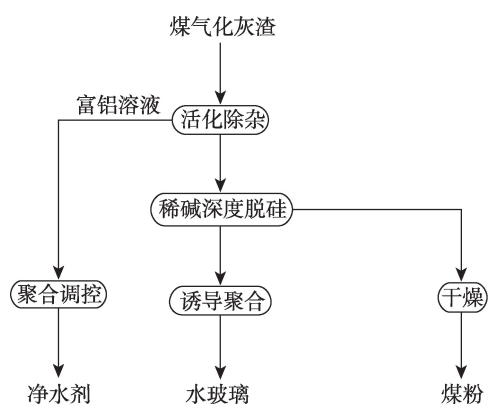 煤气化灰渣
富铝溶液
活化除杂
稀碱深度脱硅
聚合调控
诱导聚合
干燥
净水剂
水玻璃
煤粉